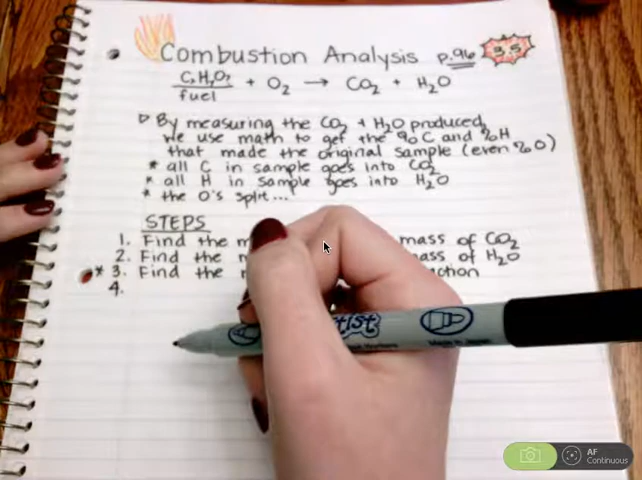 Combustion Analysis p.96 3.5
C?H?O? + O₂ → CO₂ + H₂O
fuel
▷ By measuring the CO₂ + H₂O produced,
we use math to get the %C and %H
that made the original sample (even %O)
* all C in sample goes into CO₂
* all H in sample goes into H₂O
* the O's split...
STEPS
1. Find the mass of CO₂
2. Find the mass of H₂O
* 3. Find the
4.
Made in Japan
AF
Continuous